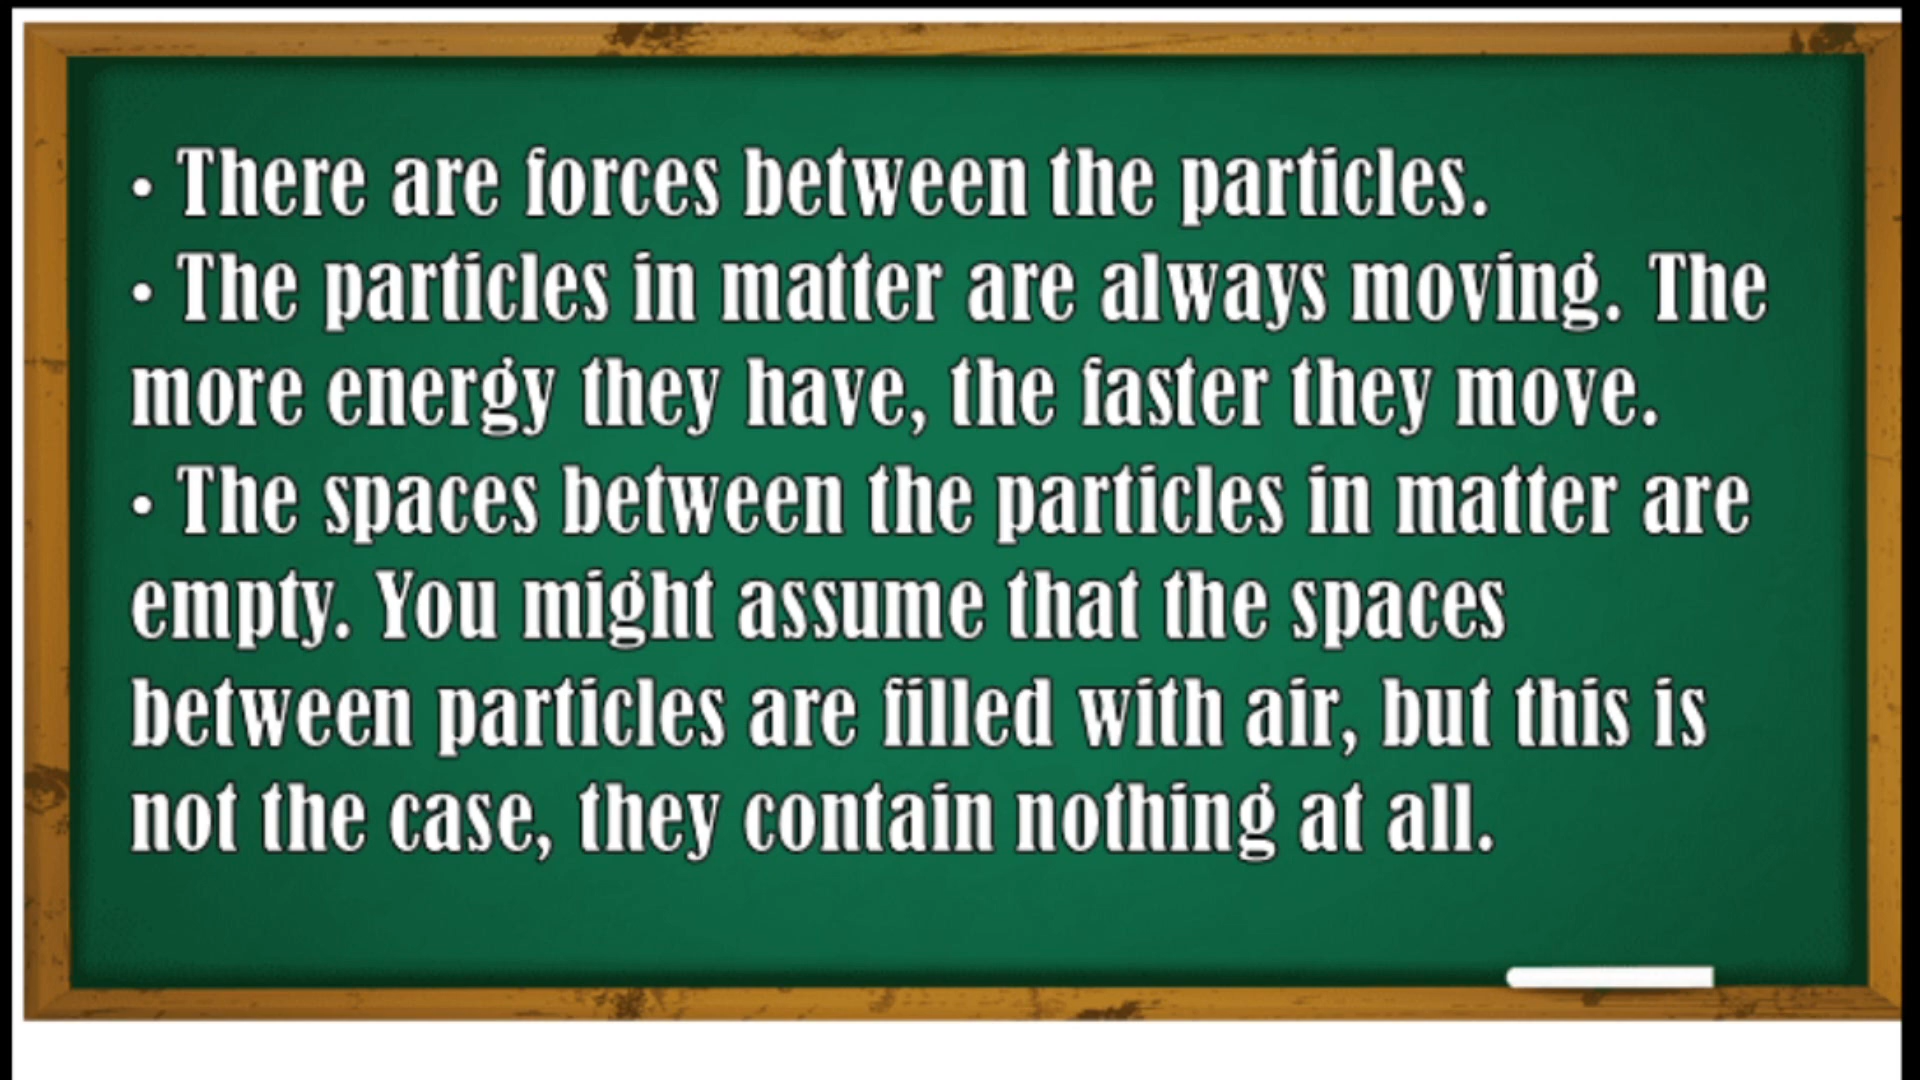 • There are forces between the particles.
• The particles in matter are always moving. The
more energy they have, the faster they move.
• The spaces between the particles in matter are
empty. You might assume that the spaces
between particles are filled with air, but this is
not the case, they contain nothing at all.